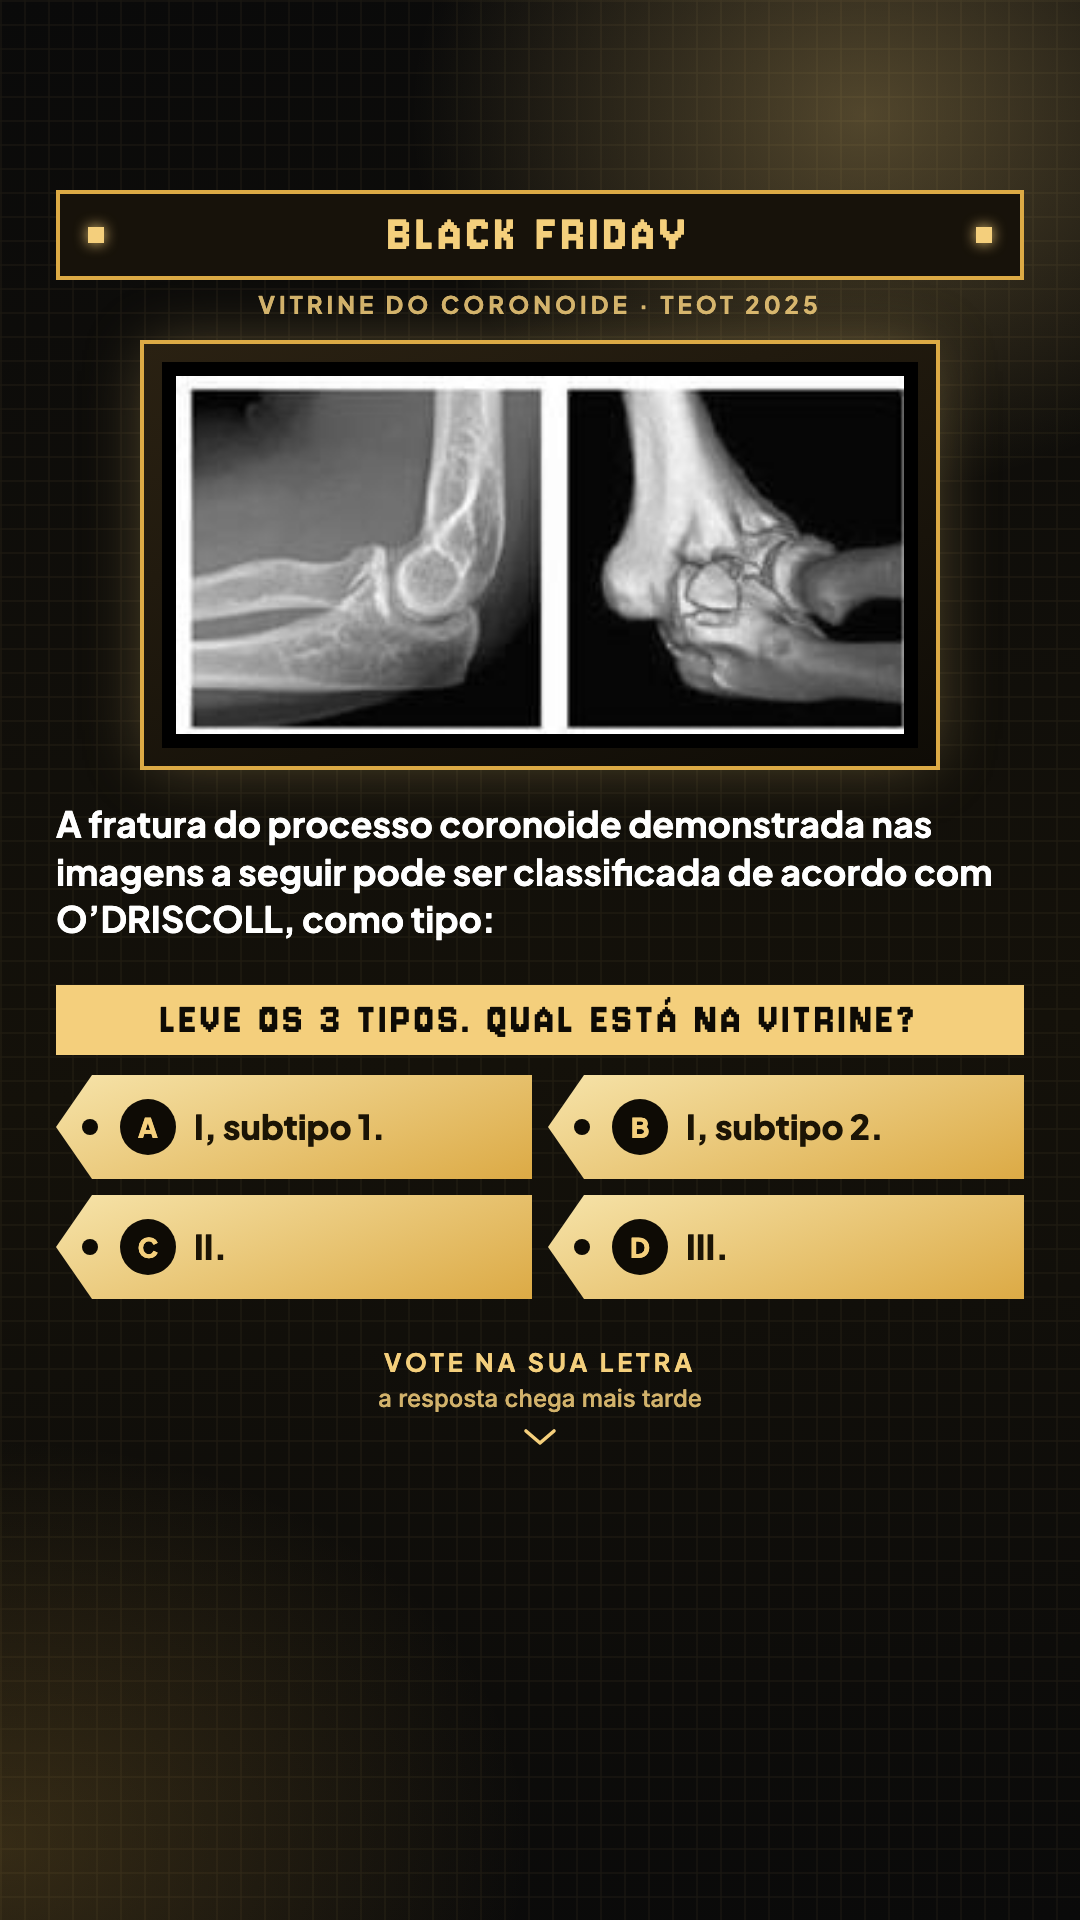 BLACK FRIDAY
VITRINE DO CORONOIDE · TEOT 2025
A fratura do processo coronoide demonstrada nas
imagens a seguir pode ser classificada de acordo com
O’DRISCOLL, como tipo:
LEVE OS 3 TIPOS. QUAL ESTÁ NA VITRINE?
A I, subtipo 1.
B I, subtipo 2.
C II.
D III.
VOTE NA SUA LETRA
a resposta chega mais tarde